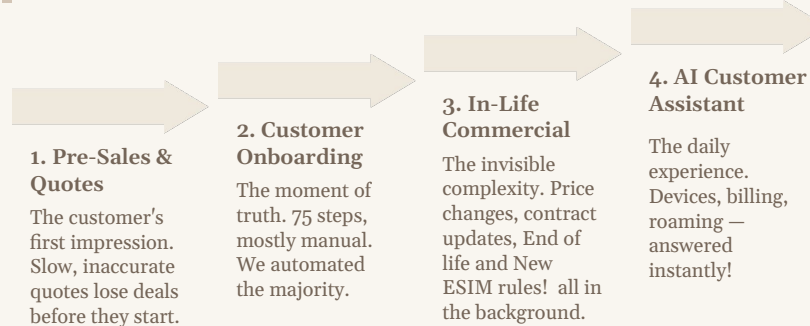 1. Pre-Sales &
Quotes
The customer's
first impression.
Slow, inaccurate
quotes lose deals
before they start.
2. Customer
Onboarding
The moment of
truth. 75 steps,
mostly manual.
We automated
the majority.
3. In-Life
Commercial
The invisible
complexity. Price
changes, contract
updates, End of
life and New
ESIM rules!  all in
the background.
4. AI Customer
Assistant
The daily
experience.
Devices, billing,
roaming —
answered
instantly!